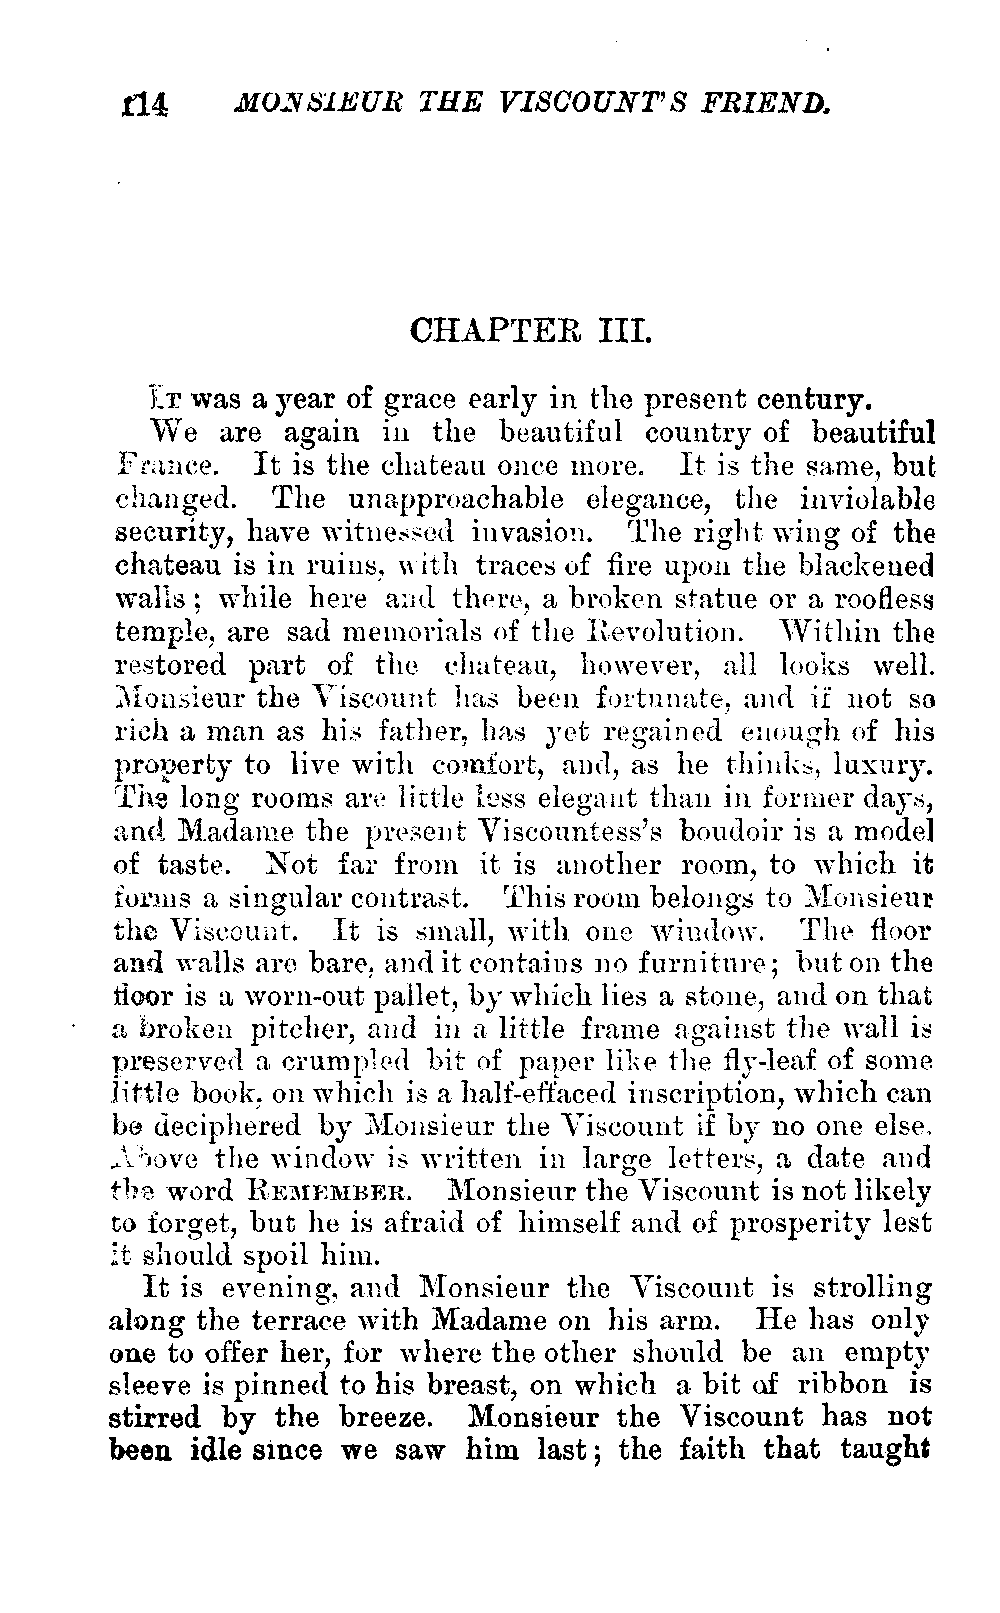 114 MONSIEUR THE VISCOUNT'S FRIEND.
CHAPTER III.
IT was a year of grace early in the present century.
We are again in the beautiful country of beautiful
France. It is the chateau once more. It is the same, but
changed. The unapproachable elegance, the inviolable
security, have witnessed invasion. The right wing of the
chateau is in ruins, with traces of fire upon the blackened
walls; while here and there, a broken statue or a roofless
temple, are sad memorials of the Revolution. Within the
restored part of the chateau, however, all looks well.
Monsieur the Viscount has been fortunate, and if not so
rich a man as his father, has yet regained enough of his
property to live with comfort, and, as he thinks, luxury.
The long rooms are little less elegant than in former days,
and Madame the present Viscountess's boudoir is a model
of taste. Not far from it is another room, to which it
forms a singular contrast. This room belongs to Monsieur
the Viscount. It is small, with one window. The floor
and walls are bare, and it contains no furniture; but on the
floor is a worn-out pallet, by which lies a stone, and on that
a broken pitcher, and in a little frame against the wall is
preserved a crumpled bit of paper like the fly-leaf of some
little book, on which is a half-effaced inscription, which can
be deciphered by Monsieur the Viscount if by no one else.
Above the window is written in large letters, a date and
the word REMEMBER. Monsieur the Viscount is not likely
to forget, but he is afraid of himself and of prosperity lest
it should spoil him.
It is evening, and Monsieur the Viscount is strolling
along the terrace with Madame on his arm. He has only
one to offer her, for where the other should be an empty
sleeve is pinned to his breast, on which a bit of ribbon is
stirred by the breeze. Monsieur the Viscount has not
been idle since we saw him last; the faith that taught